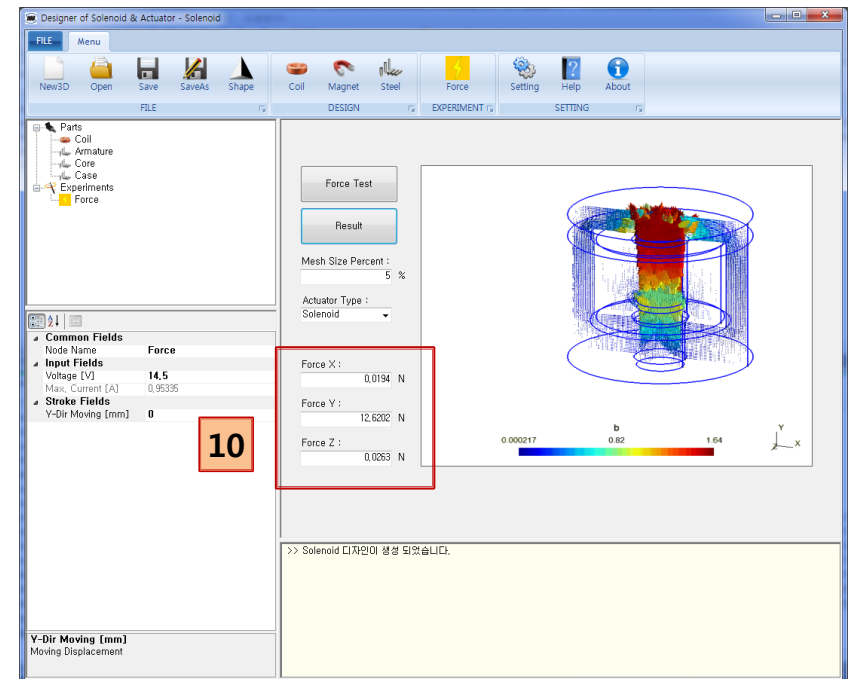 Designer of Solenoid & Actuator - Solenoid
FILE Menu
New3D Open Save SaveAs Shape Coil Magnet Steel Force Setting Help About
FILE DESIGN EXPERIMENT SETTING
Parts
Coil
Armature
Core
Case
Experiments
Force
Common Fields
Node Name Force
Input Fields
Voltage [V] 14,5
Max, Current [A] 0,95335
Stroke Fields
Y-Dir Moving [mm] 0
Y-Dir Moving [mm]
Moving Displacement
Force Test
Result
Mesh Size Percent :
5 %
Actuator Type :
Solenoid
10
Force X :
0,0194 N
Force Y :
12,6202 N
Force Z :
0,0263 N
b
0.000217 0.82 1.64
Y
Z X
>> Solenoid 디자인이 생성 되었습니다.